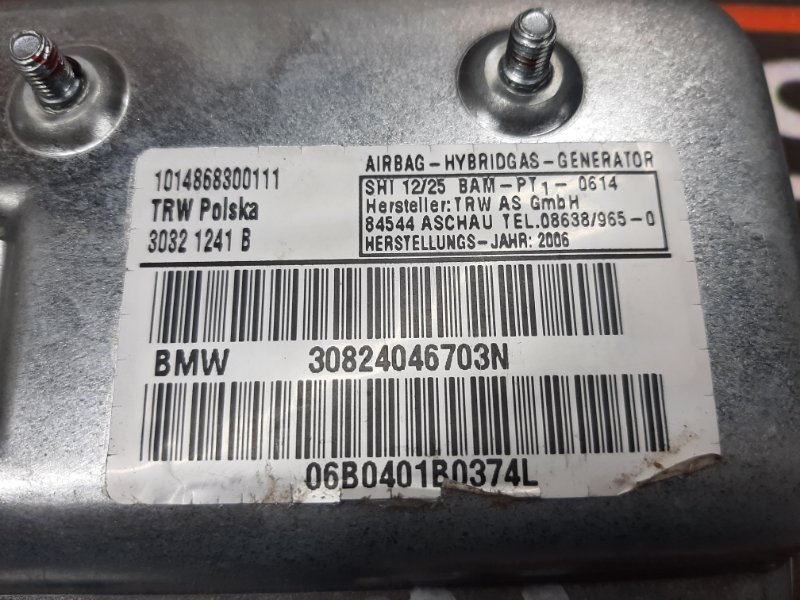 1014868300111
TRW Polska
3032 1241 B
AIRBAG-HYBRIDGAS-GENERATOR
SHI 12/25 BAM-PT1-0614
Hersteller:TRW AS GmbH
84544 ASCHAU TEL.08638/965-0
HERSTELLUNGS-JAHR:2006
BMW 30824046703N
06B0401B0374L